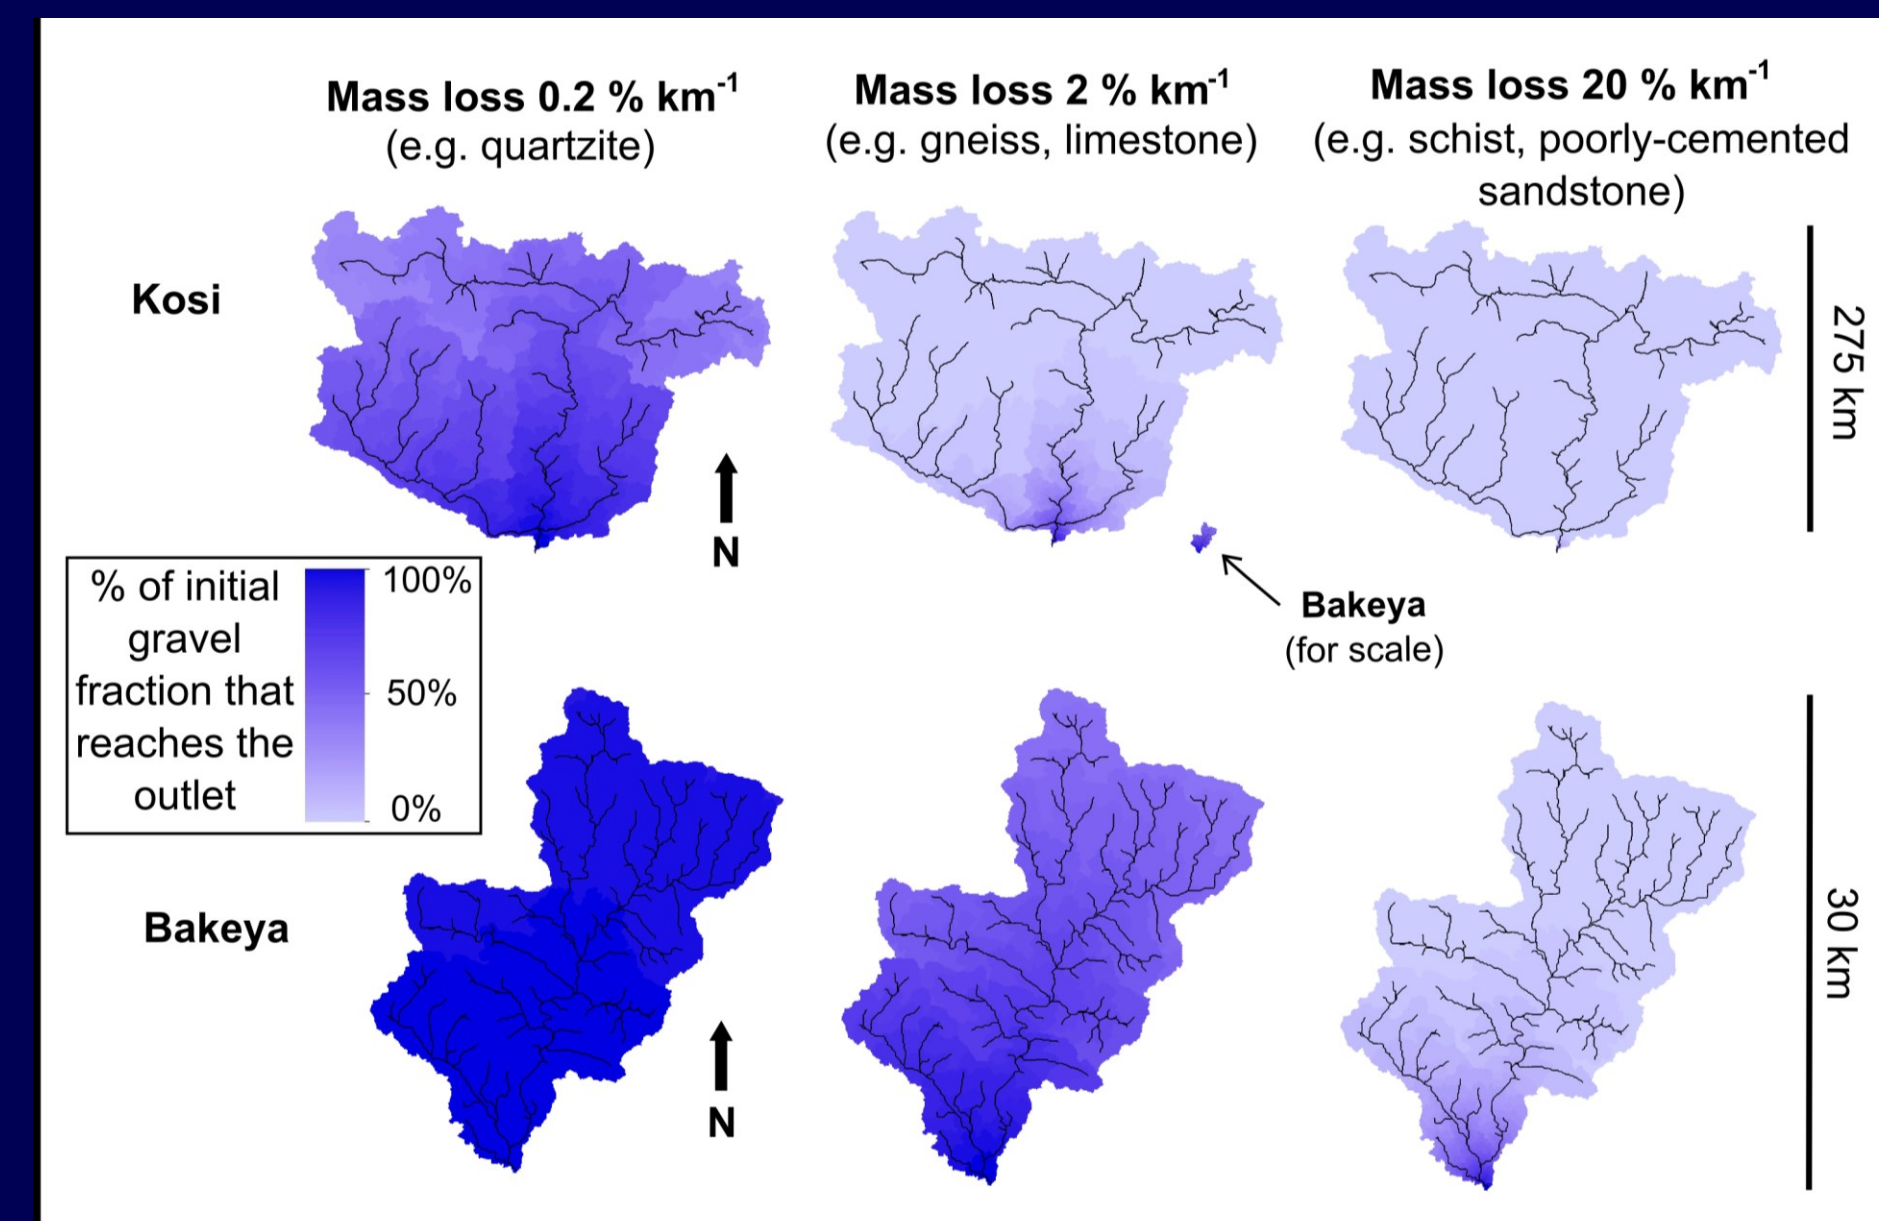 Mass loss 0.2 % km-1
(e.g. quartzite)
Mass loss 2 % km-1
(e.g. gneiss, limestone)
Mass loss 20 % km-1
(e.g. schist, poorly-cemented
sandstone)
Kosi
N
275 km
Bakeya
(for scale)
% of initial
gravel
fraction that
reaches the
outlet
100%
50%
0%
Bakeya
N
30 km